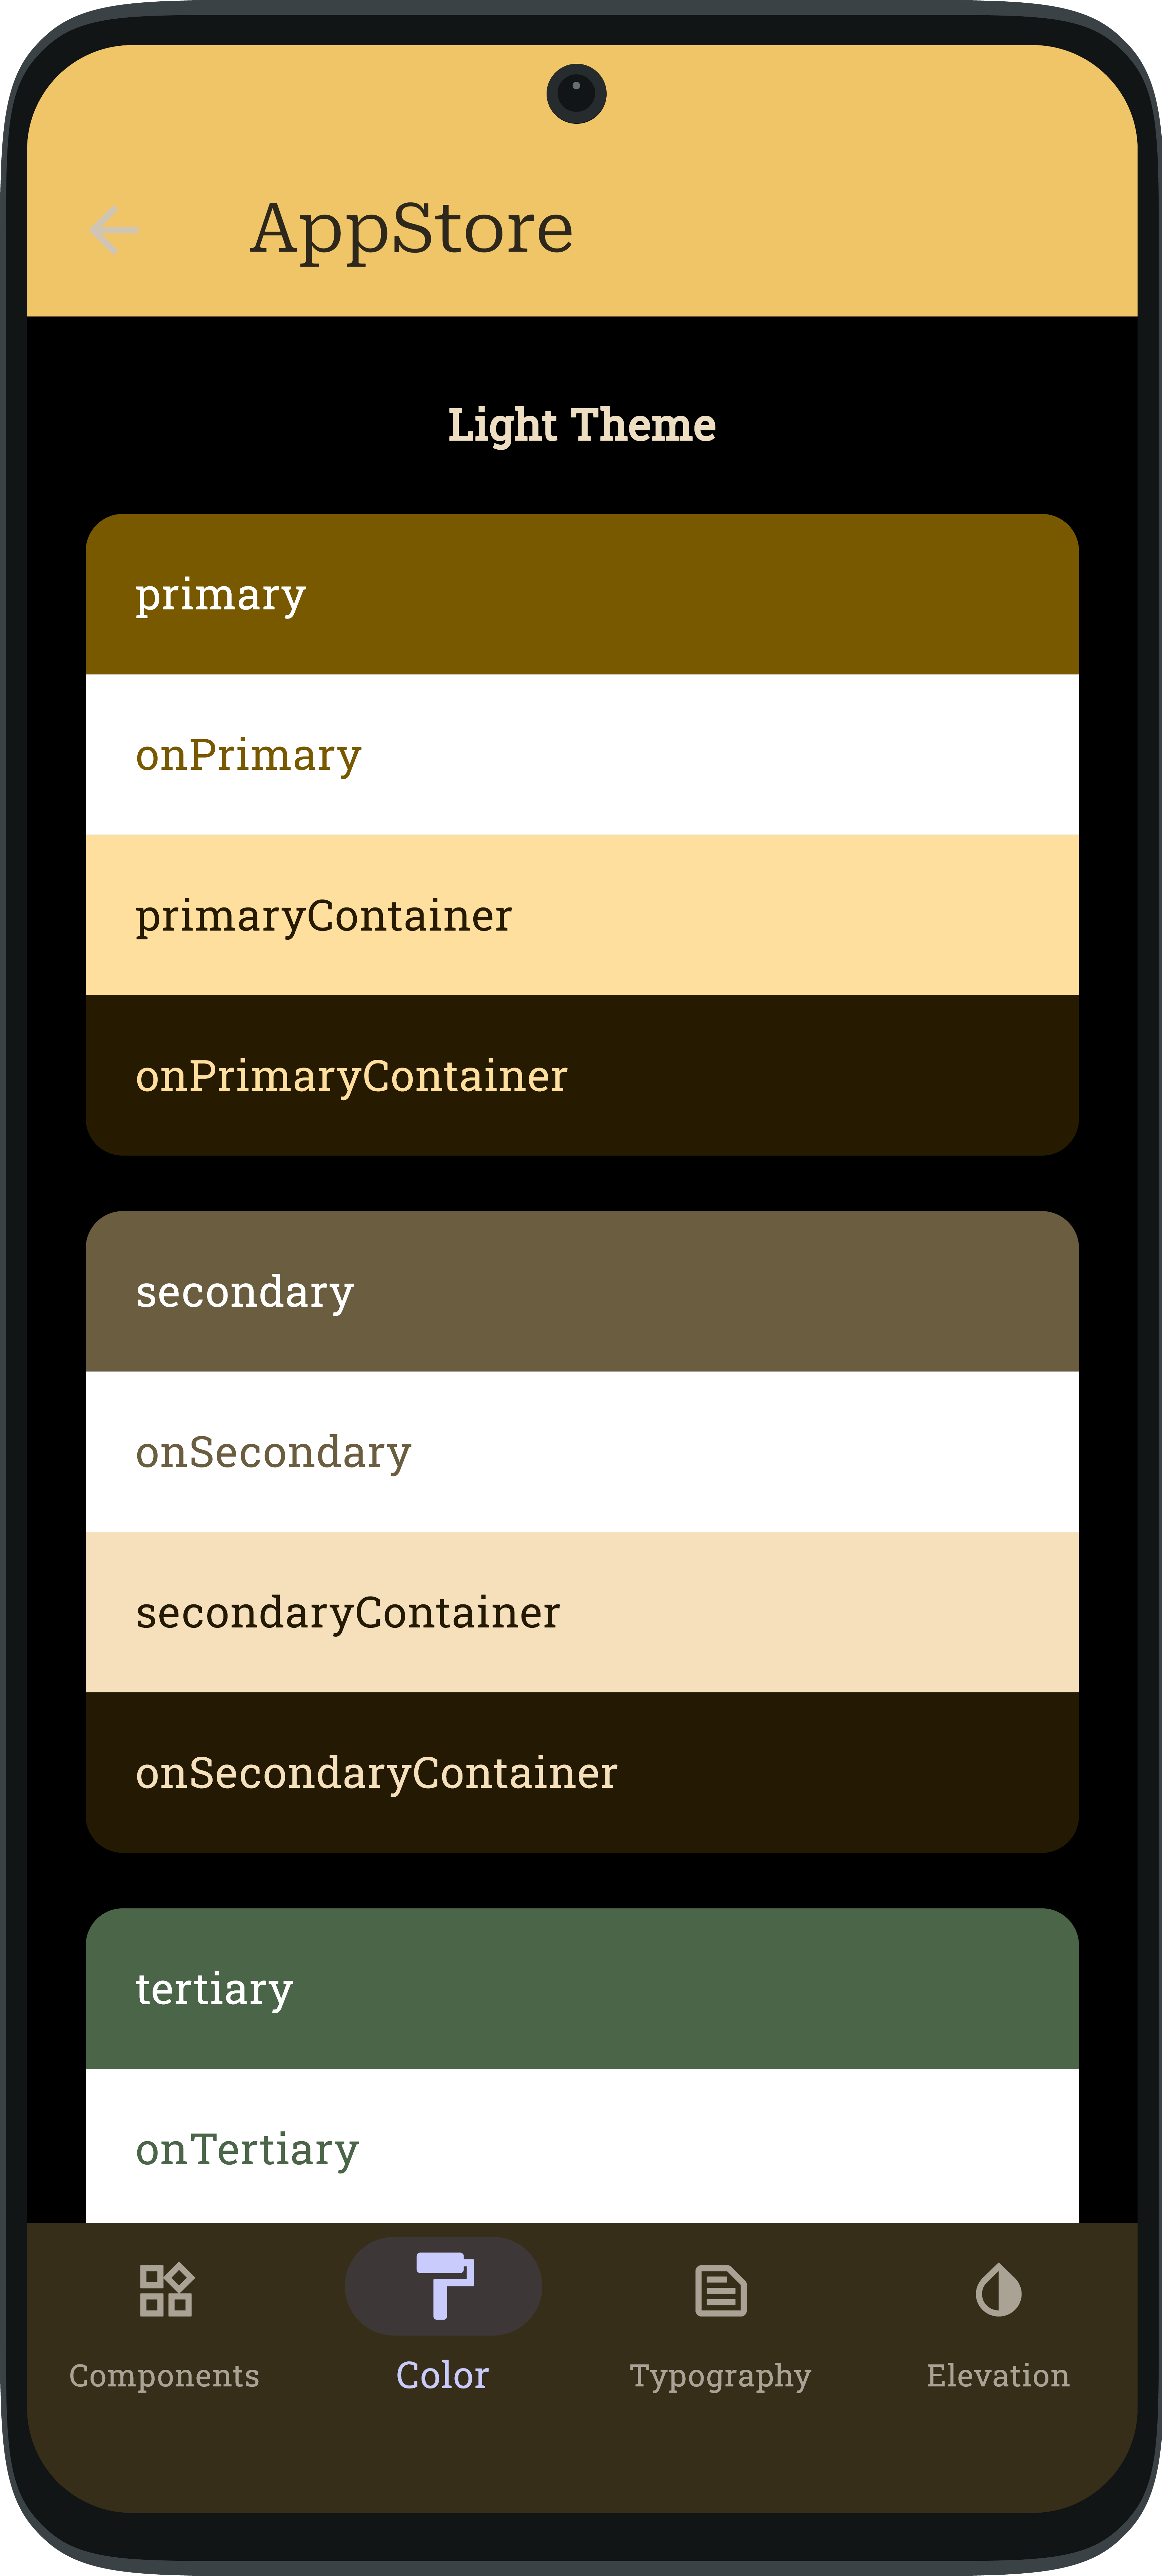 AppStore
Light Theme
primary
onPrimary
primaryContainer
onPrimaryContainer
secondary
onSecondary
secondaryContainer
onSecondaryContainer
tertiary
onTertiary
Components
Color
Typography
Elevation